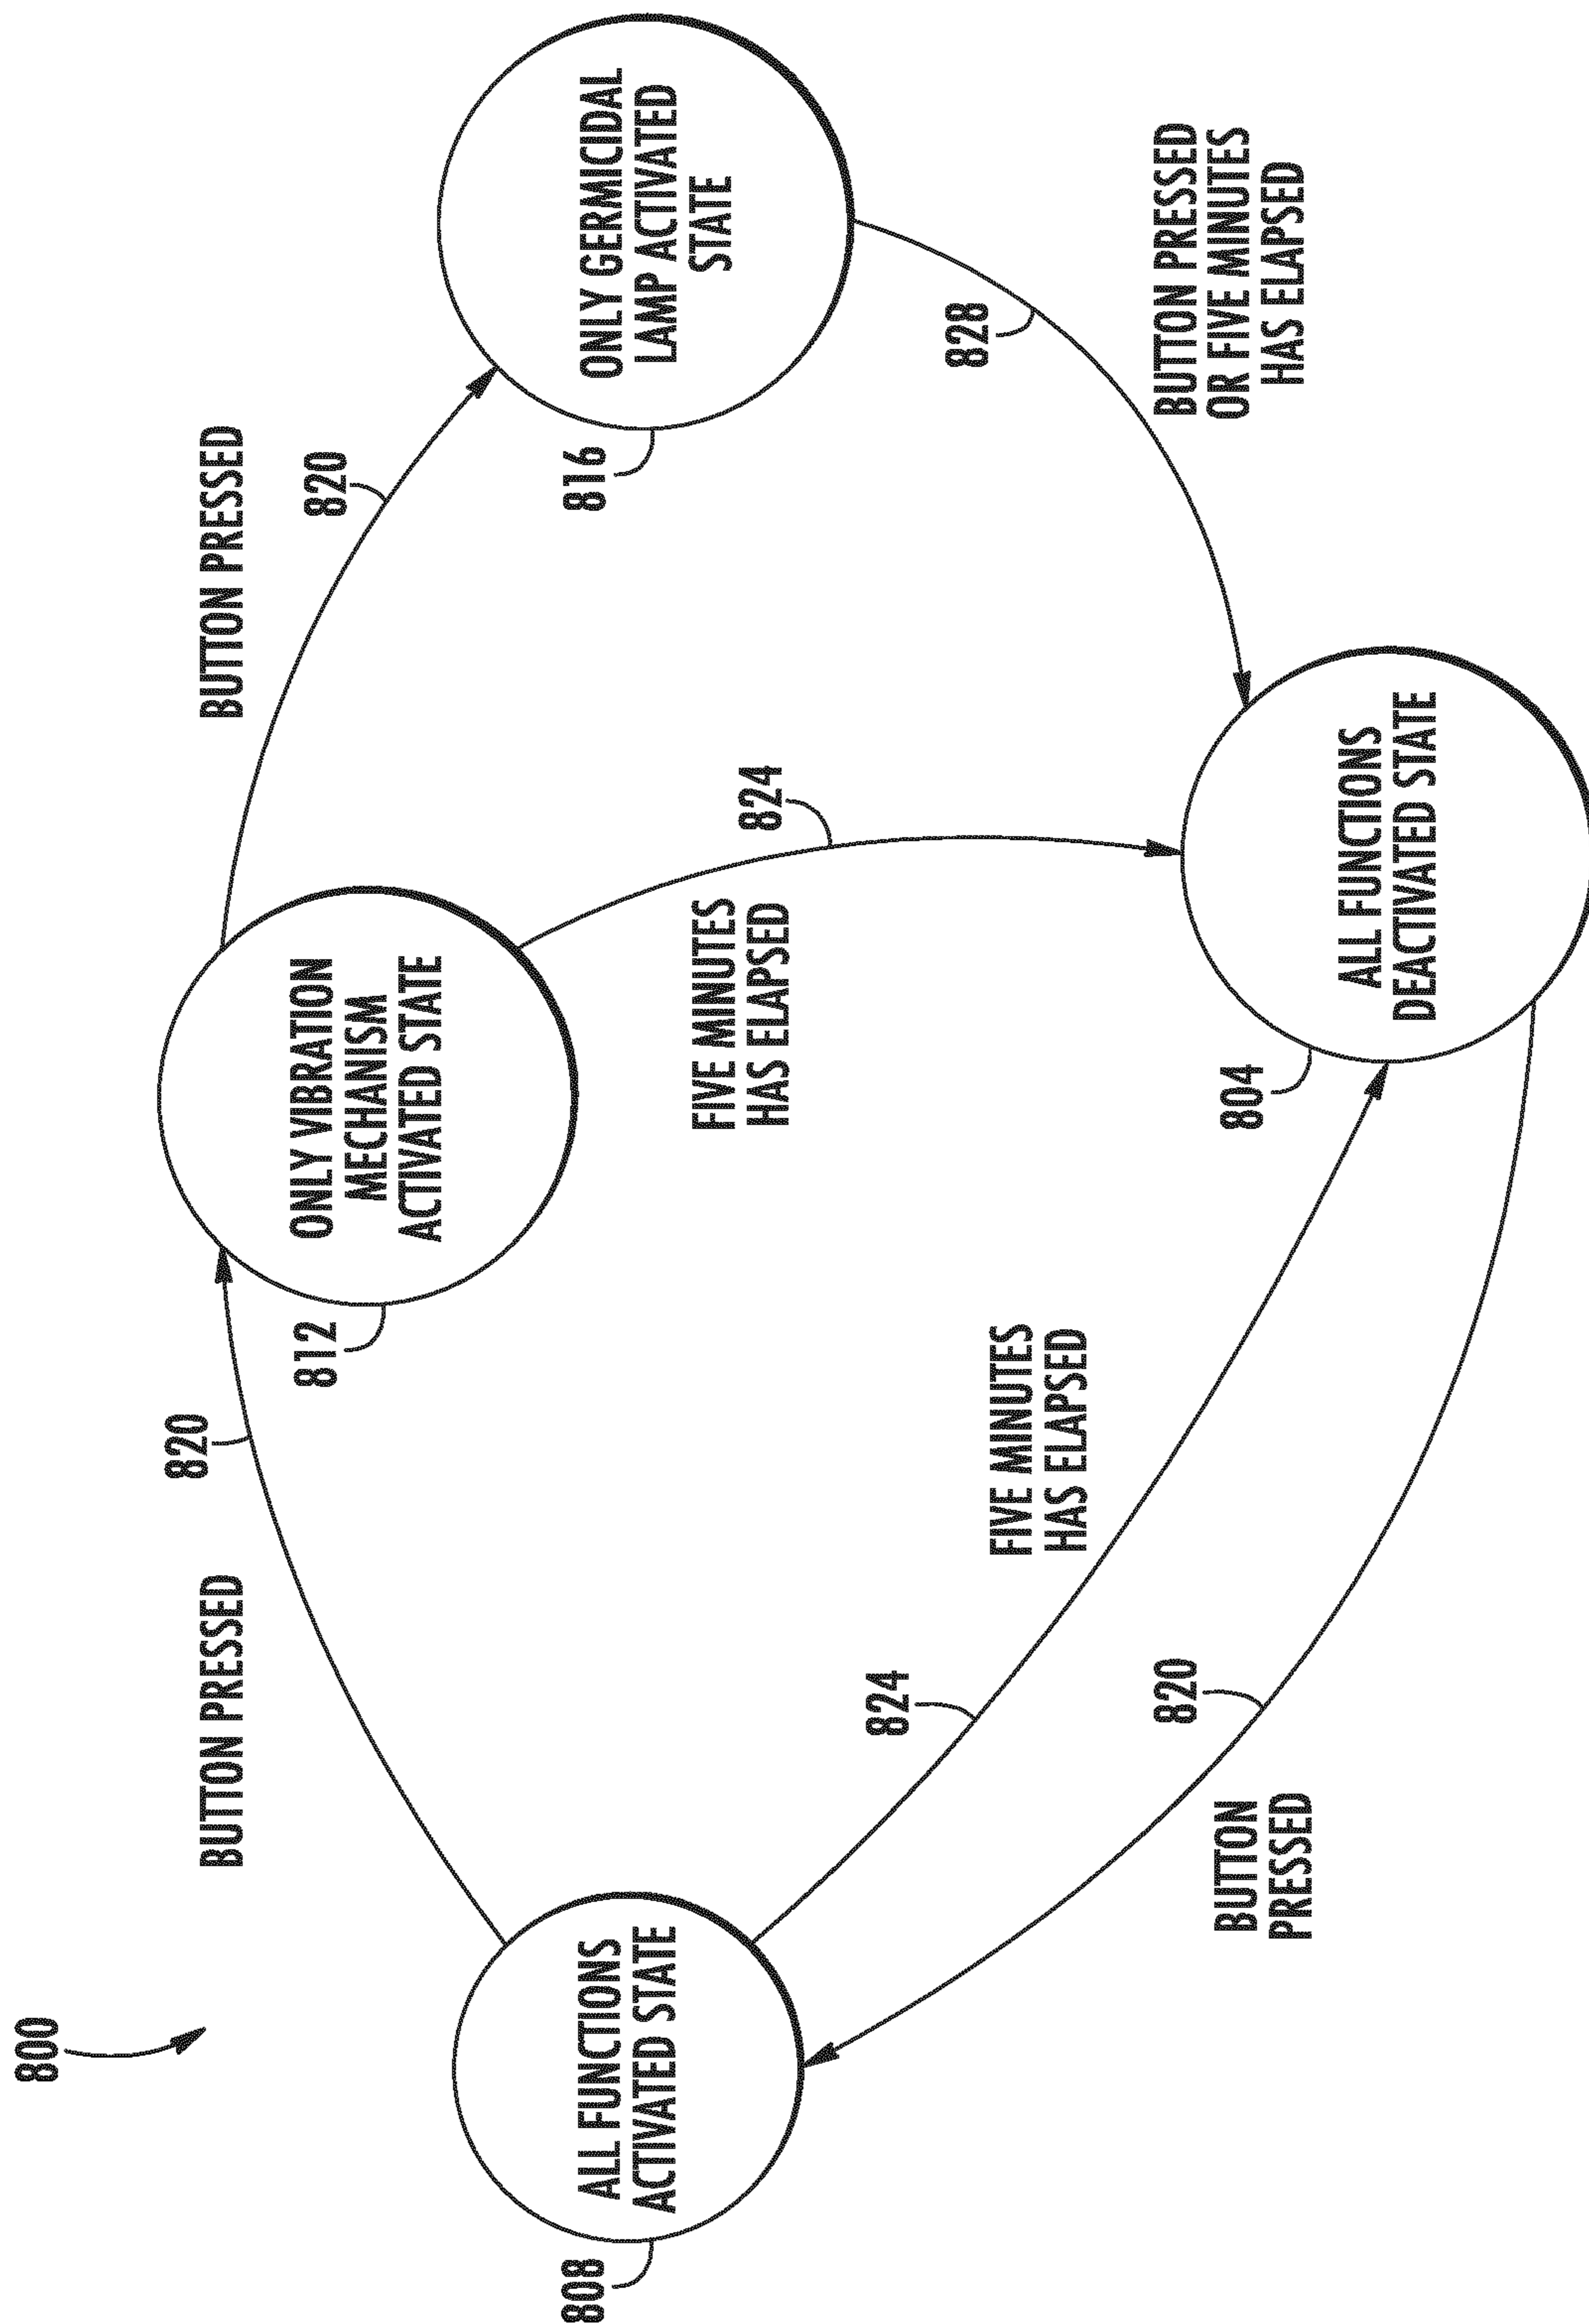 800
BUTTON PRESSED
820
BUTTON PRESSED
820
812
ONLY VIBRATION
MECHANISM
ACTIVATED STATE
808
ALL FUNCTIONS
ACTIVATED STATE
816
ONLY GERMICIDAL
LAMP ACTIVATED
STATE
FIVE MINUTES
HAS ELAPSED
824
828
824
FIVE MINUTES
HAS ELAPSED
BUTTON PRESSED
OR FIVE MINUTES
HAS ELAPSED
820
BUTTON
PRESSED
804
ALL FUNCTIONS
DEACTIVATED STATE